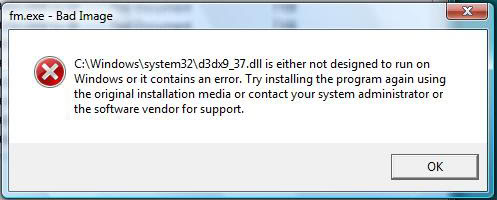 fm.exe - Bad Image
C:\Windows\system32\d3dx9_37.dll is either not designed to run on
Windows or it contains an error. Try installing the program again using
the original installation media or contact your system administrator or
the software vendor for support.
OK